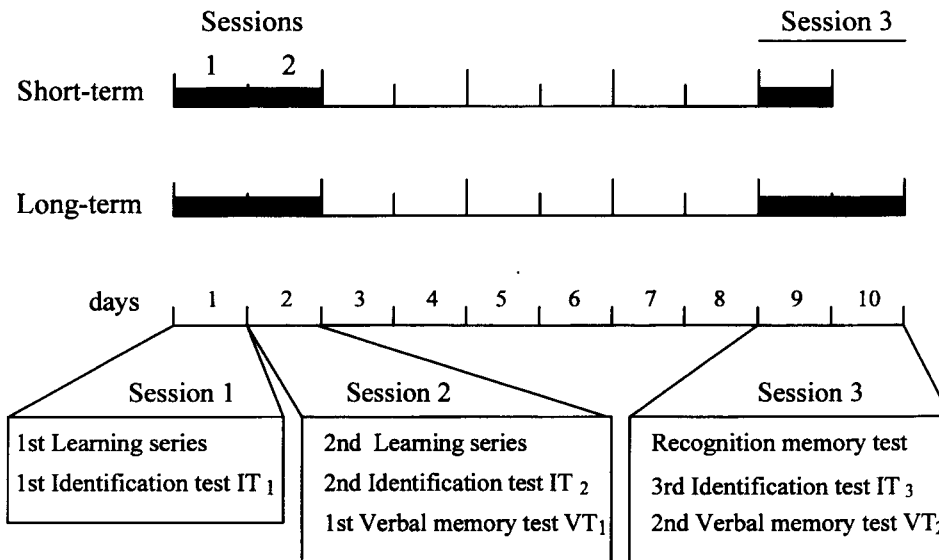 Sessions Session 3
1 2
Short-term
Long-term
days 1 2 3 4 5 6 7 8 9 10
Session 1 Session 2 Session 3
1st Learning series
1st Identification test IT 1
2nd Learning series
2nd Identification test IT 2
1st Verbal memory test VT1
Recognition memory test
3rd Identification test IT 3
2nd Verbal memory test VT2